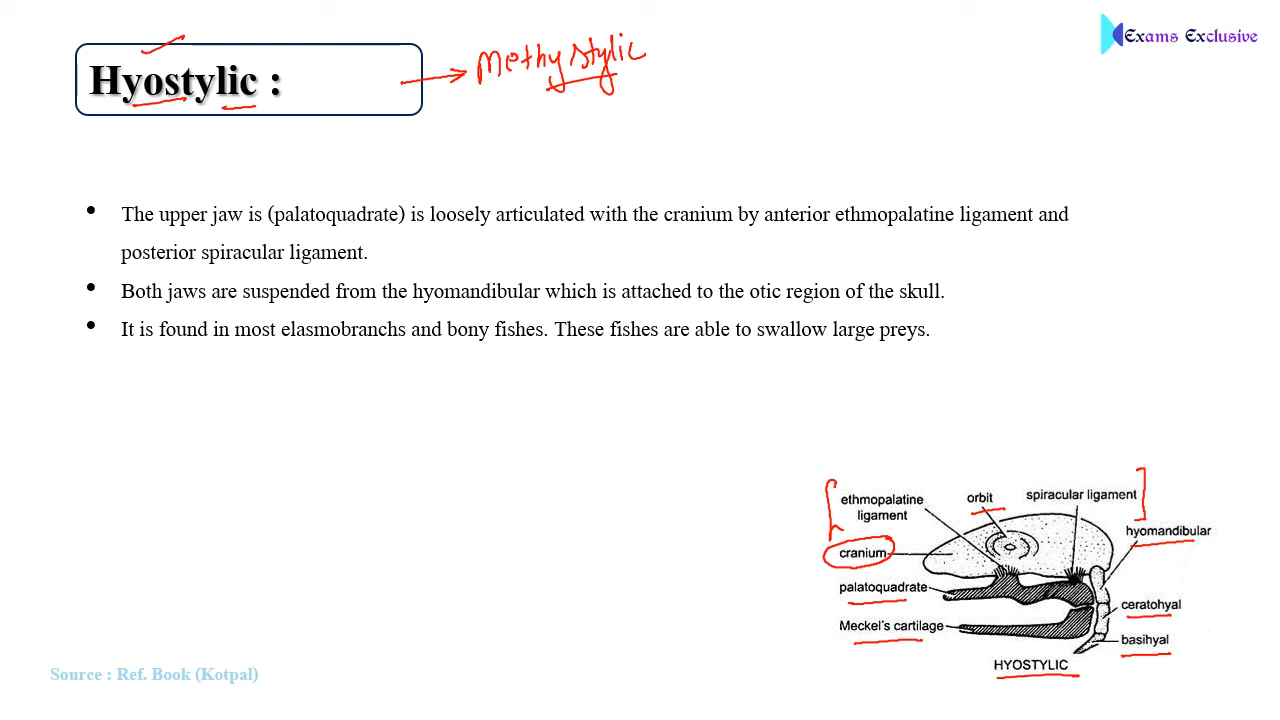 Exams Exclusive
Hyostylic :
Methystylic
• The upper jaw is (palatoquadrate) is loosely articulated with the cranium by anterior ethmopalatine ligament and
posterior spiracular ligament.
• Both jaws are suspended from the hyomandibular which is attached to the otic region of the skull.
• It is found in most elasmobranchs and bony fishes. These fishes are able to swallow large preys.
ethmopalatine
ligament
orbit
spiracular ligament
hyomandibular
cranium
palatoquadrate
ceratohyal
Meckel's cartilage
basihyal
HYOSTYLIC
Source : Ref. Book (Kotpal)